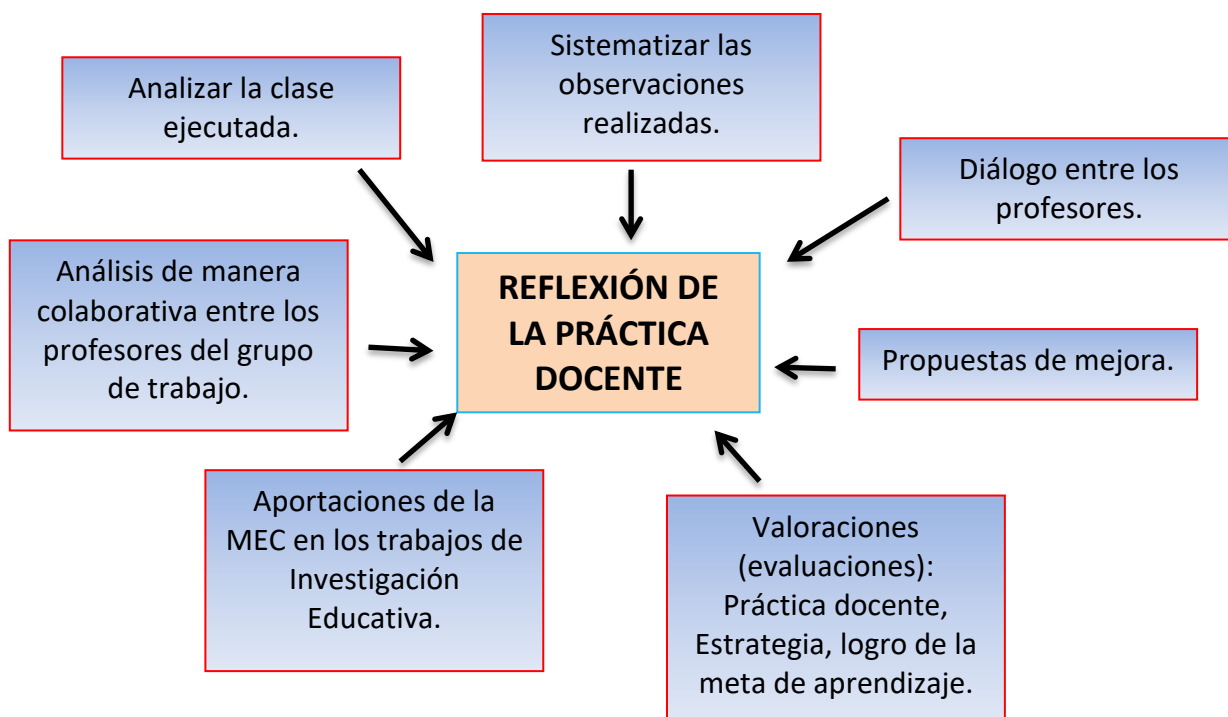 Sistematizar las
observaciones
realizadas.
Analizar la clase
ejecutada.
Diálogo entre los
profesores.
Análisis de manera
colaborativa entre los
profesores del grupo
de trabajo.
REFLEXIÓN DE
LA PRÁCTICA
DOCENTE
Propuestas de mejora.
Aportaciones de la
MEC en los trabajos de
Investigación
Educativa.
Valoraciones
(evaluaciones):
Práctica docente,
Estrategia, logro de la
meta de aprendizaje.